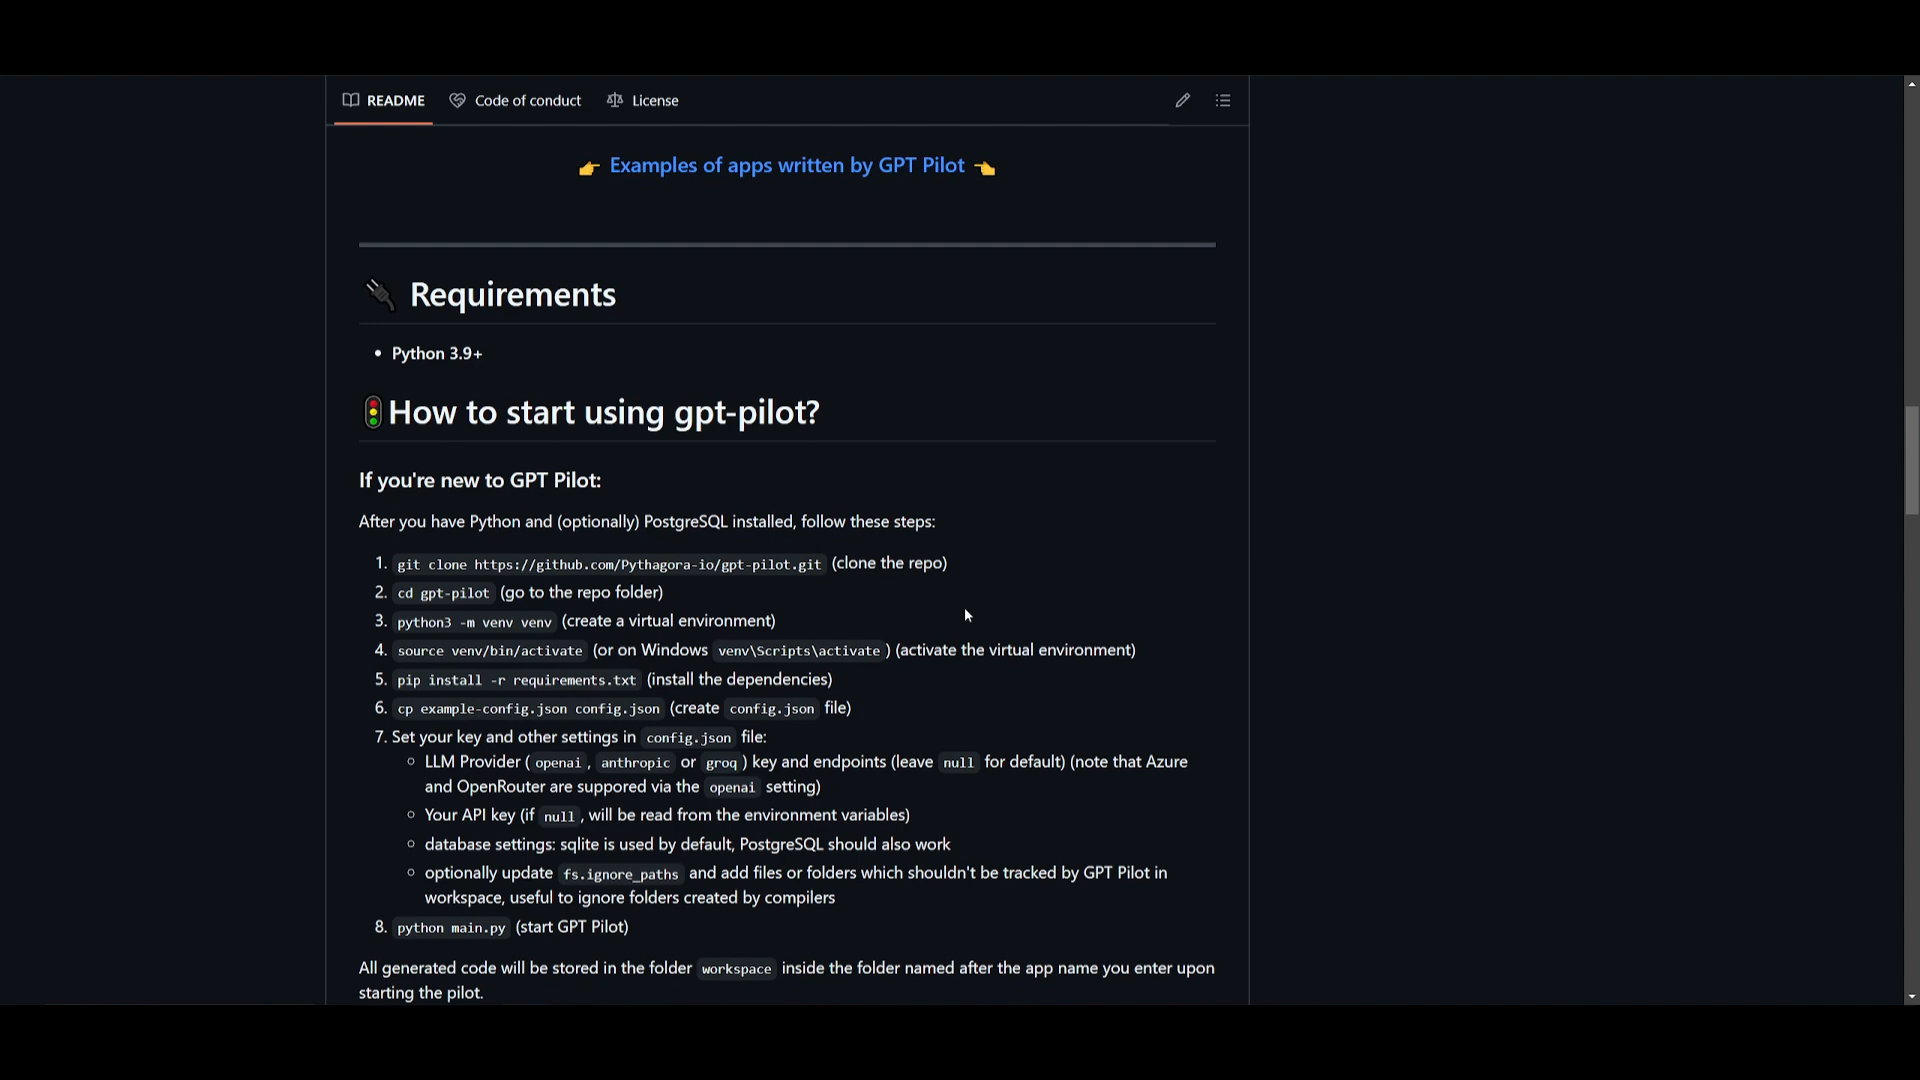 README Code of conduct License
👉 Examples of apps written by GPT Pilot 👈
🔌 Requirements
• Python 3.9+
🚦How to start using gpt-pilot?
If you're new to GPT Pilot:
After you have Python and (optionally) PostgreSQL installed, follow these steps:
1. git clone https://github.com/Pythagora-io/gpt-pilot.git (clone the repo)
2. cd gpt-pilot (go to the repo folder)
3. python3 -m venv venv (create a virtual environment)
4. source venv/bin/activate (or on Windows venv\Scripts\activate ) (activate the virtual environment)
5. pip install -r requirements.txt (install the dependencies)
6. cp example-config.json config.json (create config.json file)
7. Set your key and other settings in config.json file:
○ LLM Provider ( openai , anthropic or groq ) key and endpoints (leave null for default) (note that Azure
and OpenRouter are suppored via the openai setting)
○ Your API key (if null , will be read from the environment variables)
○ database settings: sqlite is used by default, PostgreSQL should also work
○ optionally update fs.ignore_paths and add files or folders which shouldn't be tracked by GPT Pilot in
workspace, useful to ignore folders created by compilers
8. python main.py (start GPT Pilot)
All generated code will be stored in the folder workspace inside the folder named after the app name you enter upon
starting the pilot.